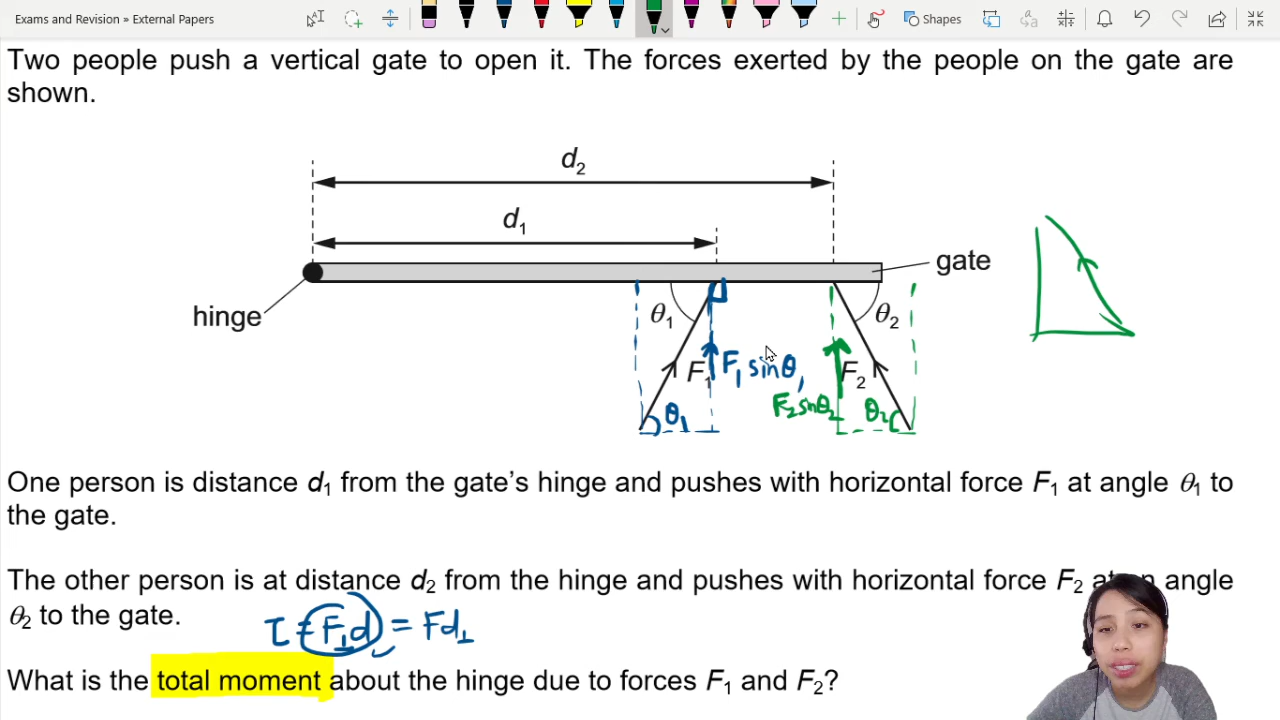 Exams and Revision » External Papers
Shapes
Two people push a vertical gate to open it. The forces exerted by the people on the gate are
shown.
d2
d1
gate
hinge
θ1
θ2
F1
F1 sinθ1
F2
F2 sinθ2
θ1
θ2
One person is distance d1 from the gate's hinge and pushes with horizontal force F1 at angle θ1 to
the gate.
The other person is at distance d2 from the hinge and pushes with horizontal force F2 at an angle
θ2 to the gate.
τ = F⊥d = Fd⊥
What is the total moment about the hinge due to forces F1 and F2?